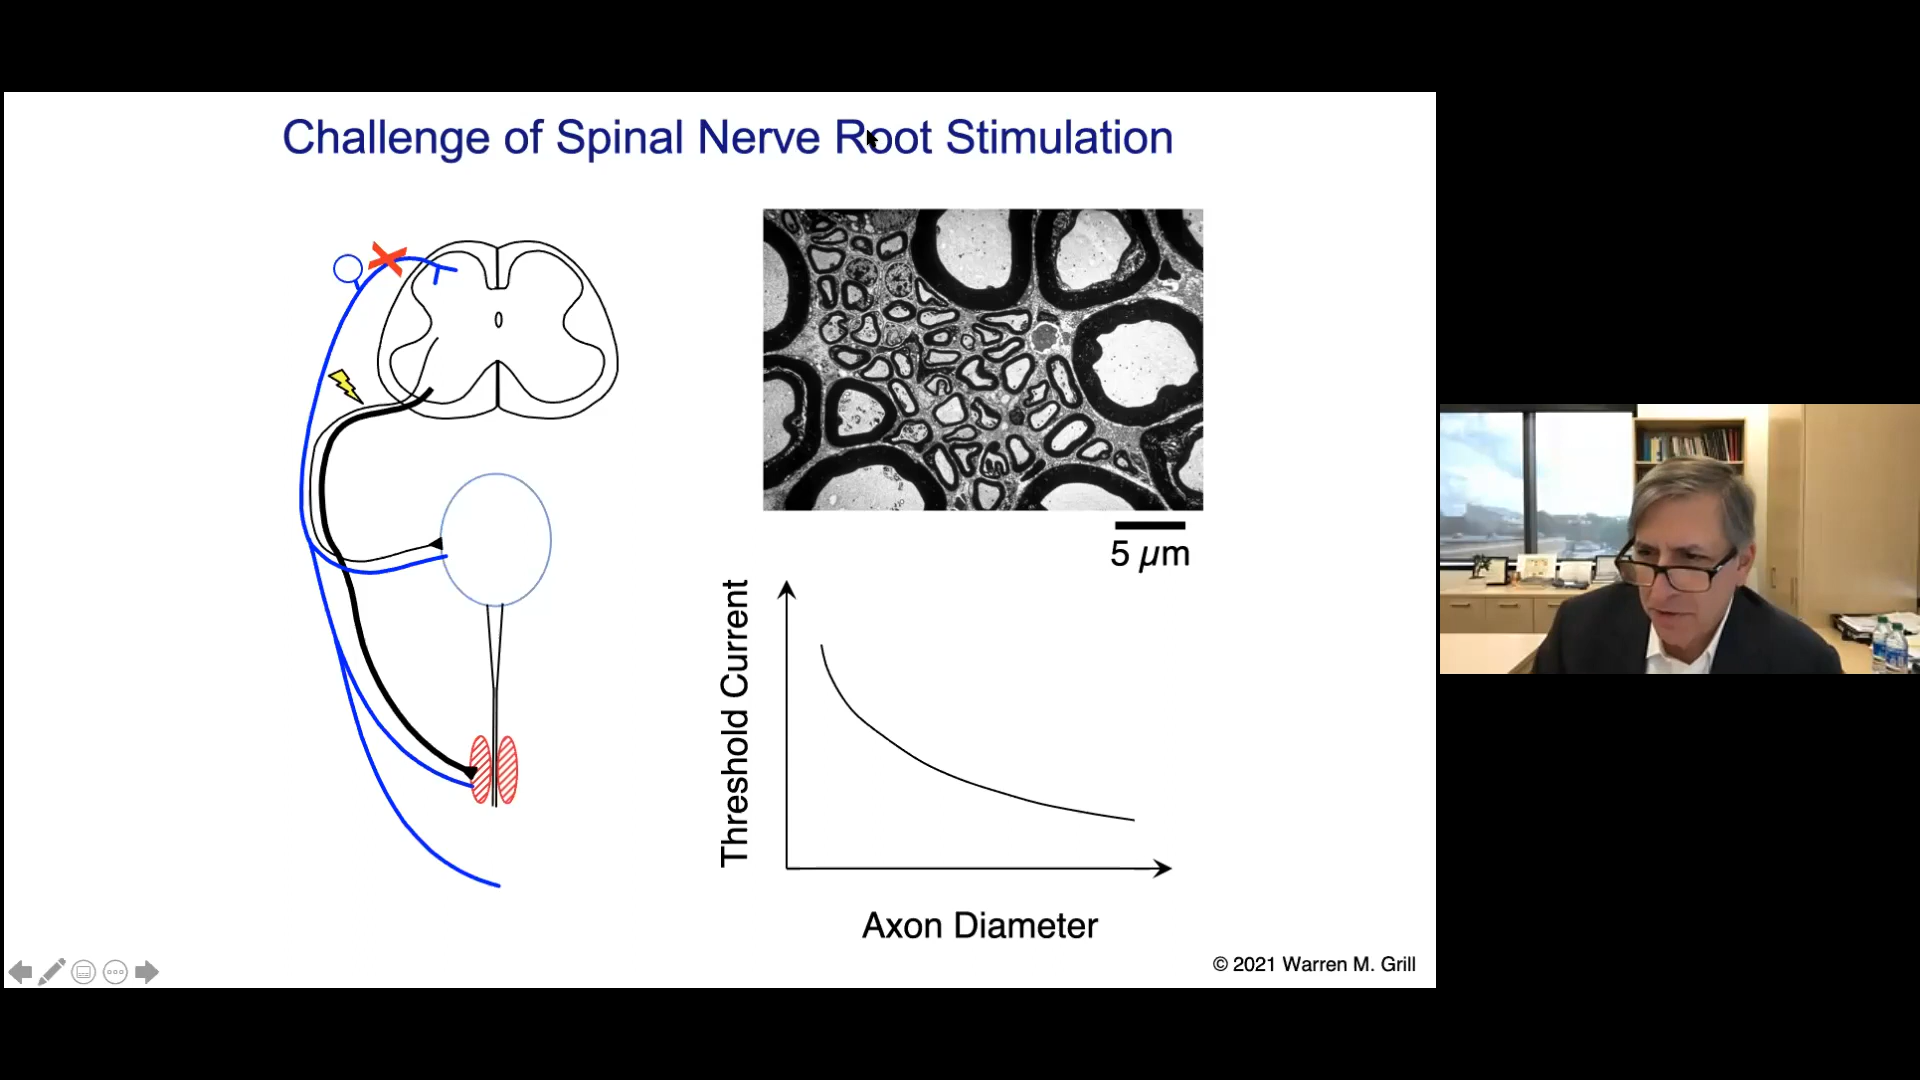 Challenge of Spinal Nerve Root Stimulation
5 µm
Threshold Current
Axon Diameter
© 2021 Warren M. Grill